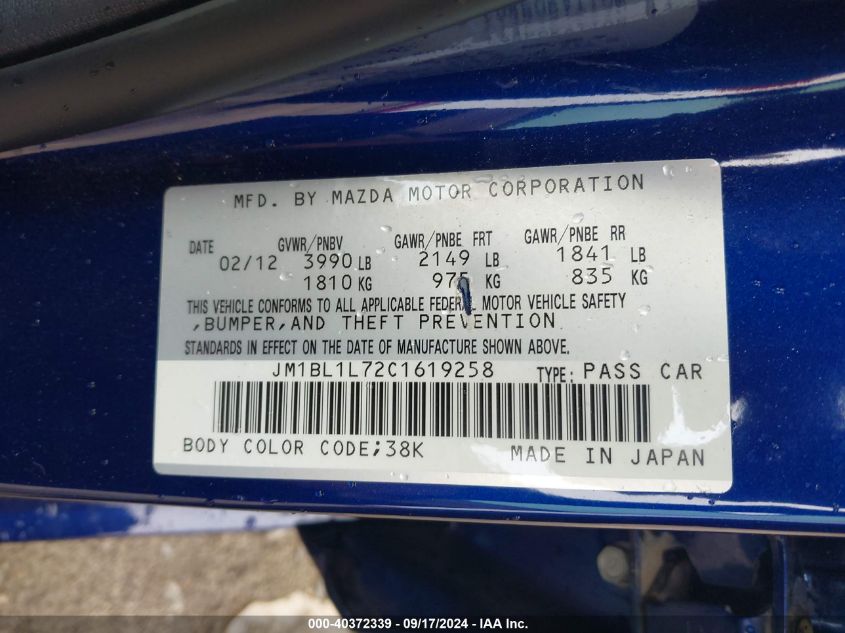 MFD. BY MAZDA MOTOR CORPORATION
DATE GVWR/PNBV GAWR/PNBE FRT GAWR/PNBE RR
02/12 3990 LB 2149 LB 1841 LB
1810 KG 975 KG 835 KG
THIS VEHICLE CONFORMS TO ALL APPLICABLE FEDERAL MOTOR VEHICLE SAFETY
,BUMPER,AND THEFT PREVENTION
STANDARDS IN EFFECT ON THE DATE OF MANUFACTURE SHOWN ABOVE.
JM1BL1L72C1619258 TYPE: PASS CAR
BODY COLOR CODE;38K MADE IN JAPAN
000-40372339 - 09/17/2024 - IAA Inc.